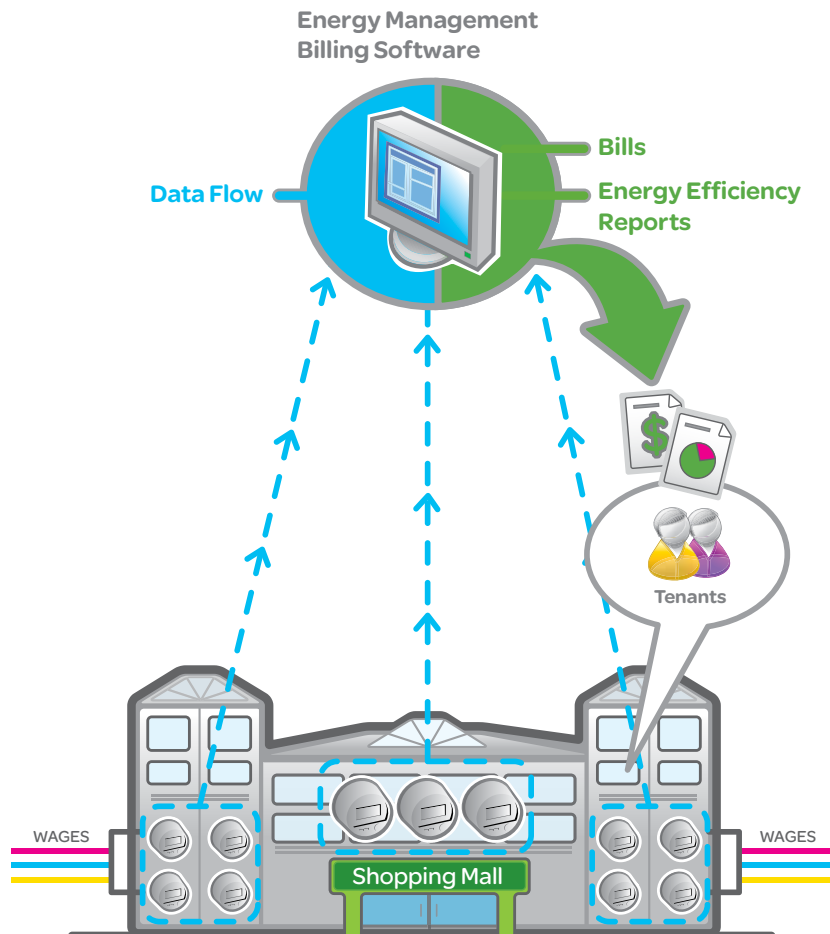 Energy Management
Billing Software
Bills
Data Flow
Energy Efficiency
Reports
Tenants
WAGES
WAGES
Shopping Mall